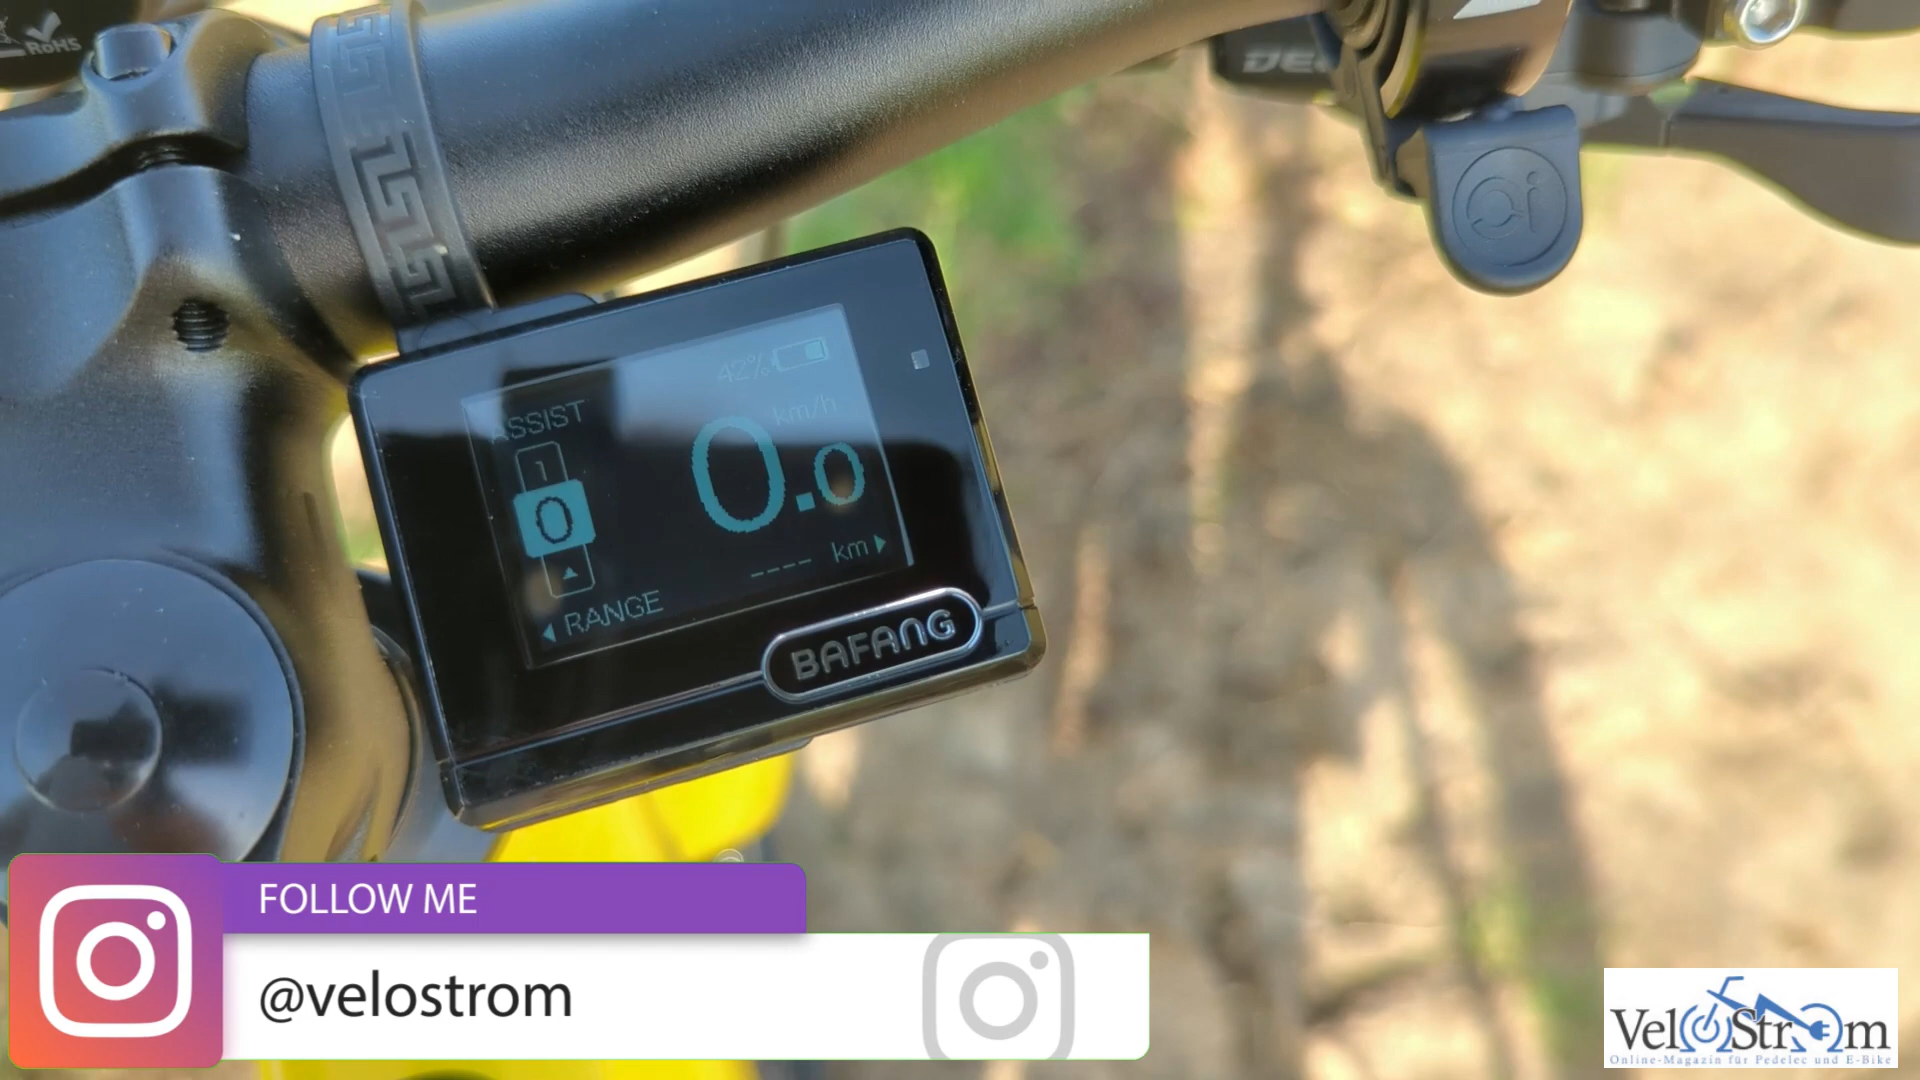 RoHS
42%
km/h
ASSIST
1
0
0.0
---- km
RANGE
BAFANG
FOLLOW ME
@velostrom
VeloStrom
Online-Magazin für Pedelec und E-Bike